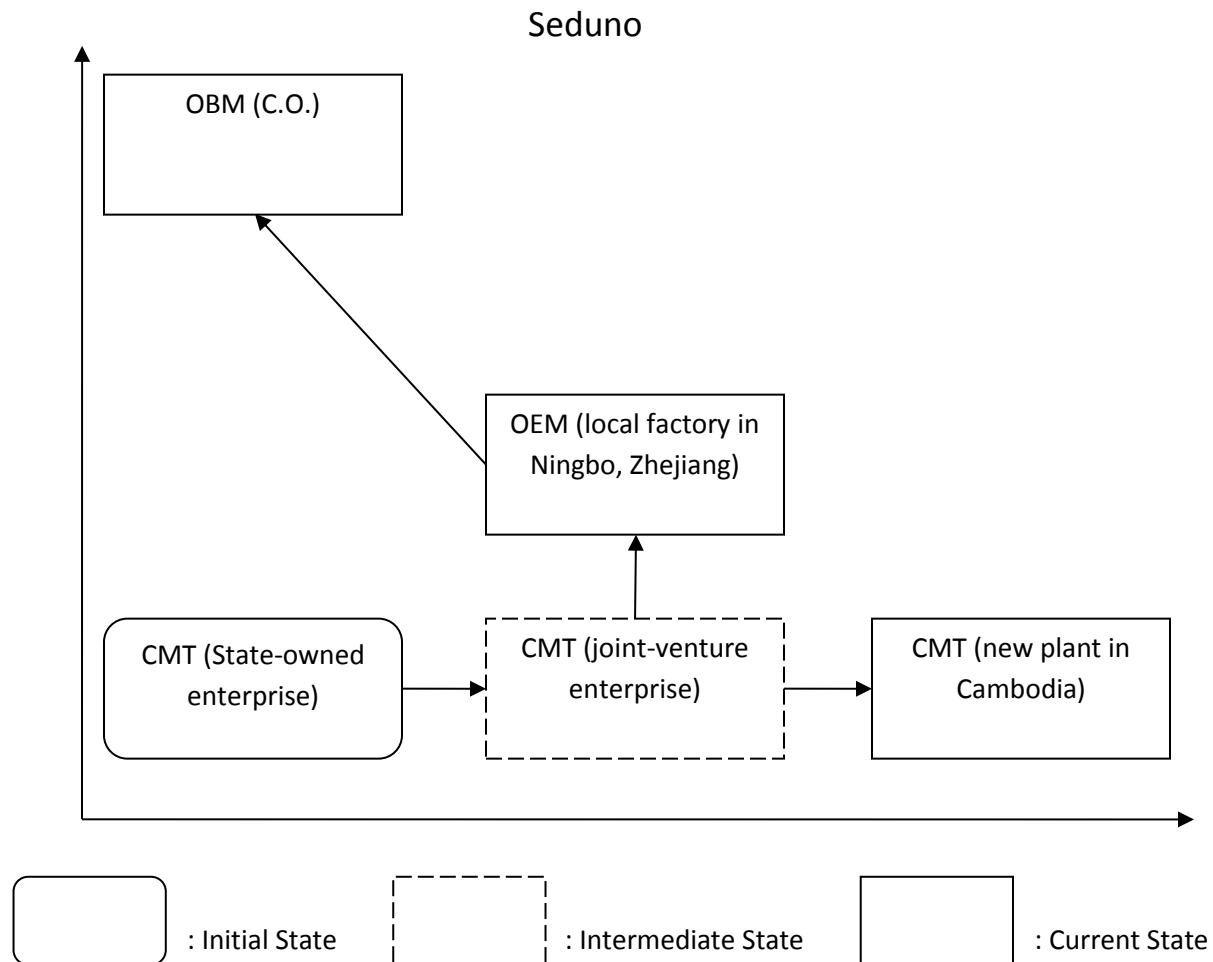 Seduno
OBM (C.O.)
OEM (local factory in
Ningbo, Zhejiang)
CMT (State-owned
enterprise)
CMT (joint-venture
enterprise)
CMT (new plant in
Cambodia)
: Initial State
: Intermediate State
: Current State